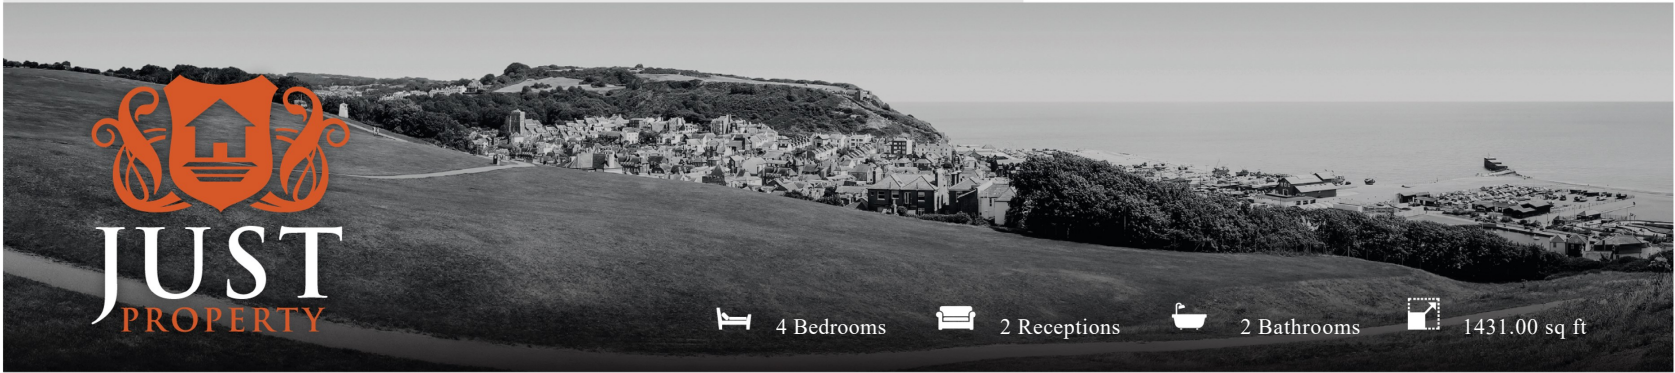 JUST
PROPERTY
4 Bedrooms
2 Receptions
2 Bathrooms
1431.00 sq ft